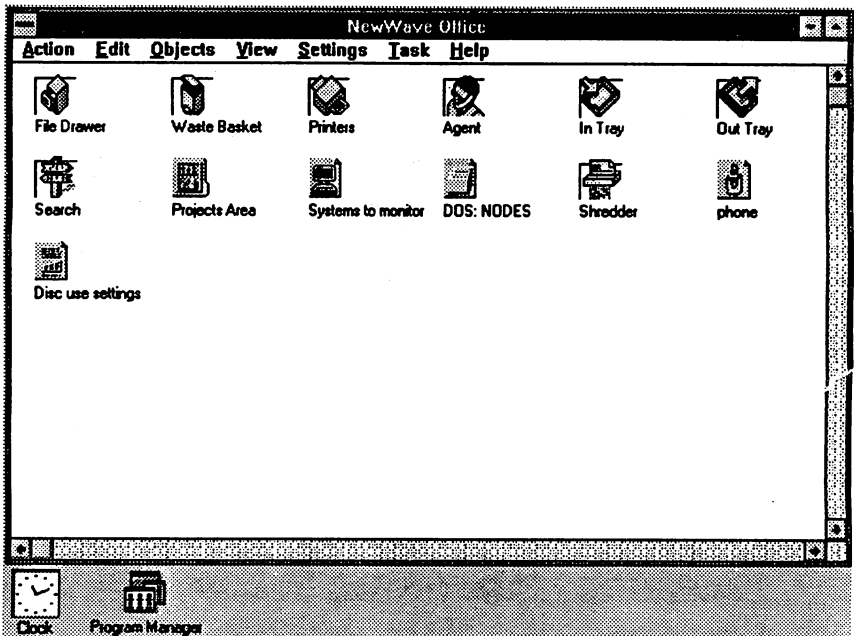 NewWave Office
Action Edit Objects View Settings Task Help
File Drawer Waste Basket Printers Agent In Tray Out Tray
Search Projects Area Systems to monitor DOS: NODES Shredder phone
Disc use settings
Clock Program Manager